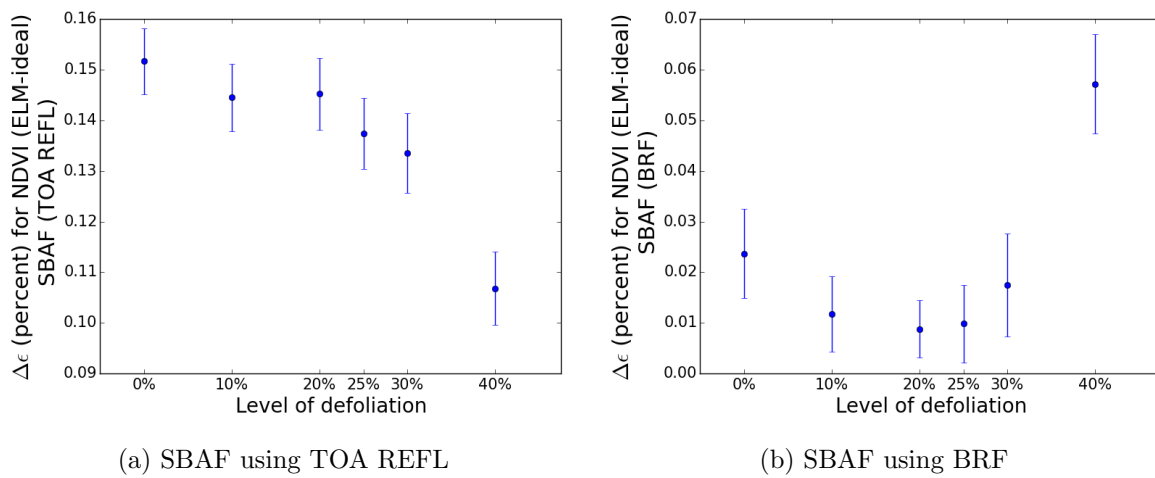 Δϵ (percent) for NDVI (ELM-ideal)
SBAF (TOA REFL)
0.16
0.15
0.14
0.13
0.12
0.11
0.10
0.09
0% 10% 20% 25% 30% 40%
Level of defoliation
(a) SBAF using TOA REFL
Δϵ (percent) for NDVI (ELM-ideal)
SBAF (BRF)
0.07
0.06
0.05
0.04
0.03
0.02
0.01
0.00
0% 10% 20% 25% 30% 40%
Level of defoliation
(b) SBAF using BRF